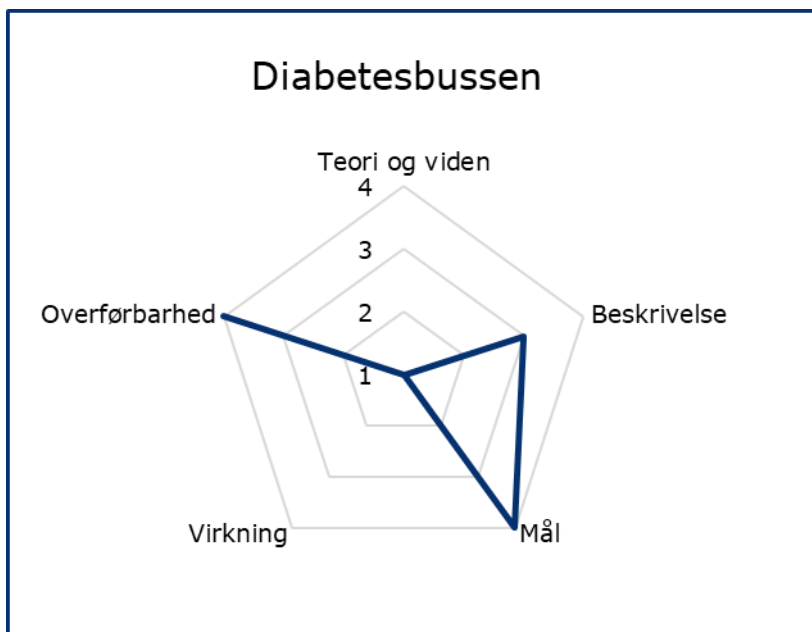 Diabetesbussen
Teori og viden
4
3
2
1
Beskrivelse
Mål
Virkning
Overførbarhed